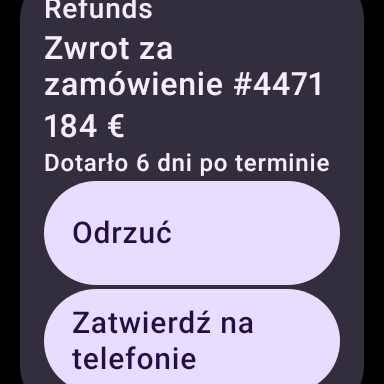 Refunds
Zwrot za
zamówienie #4471
184 €
Dotarło 6 dni po terminie
Odrzuć
Zatwierdź na
telefonie